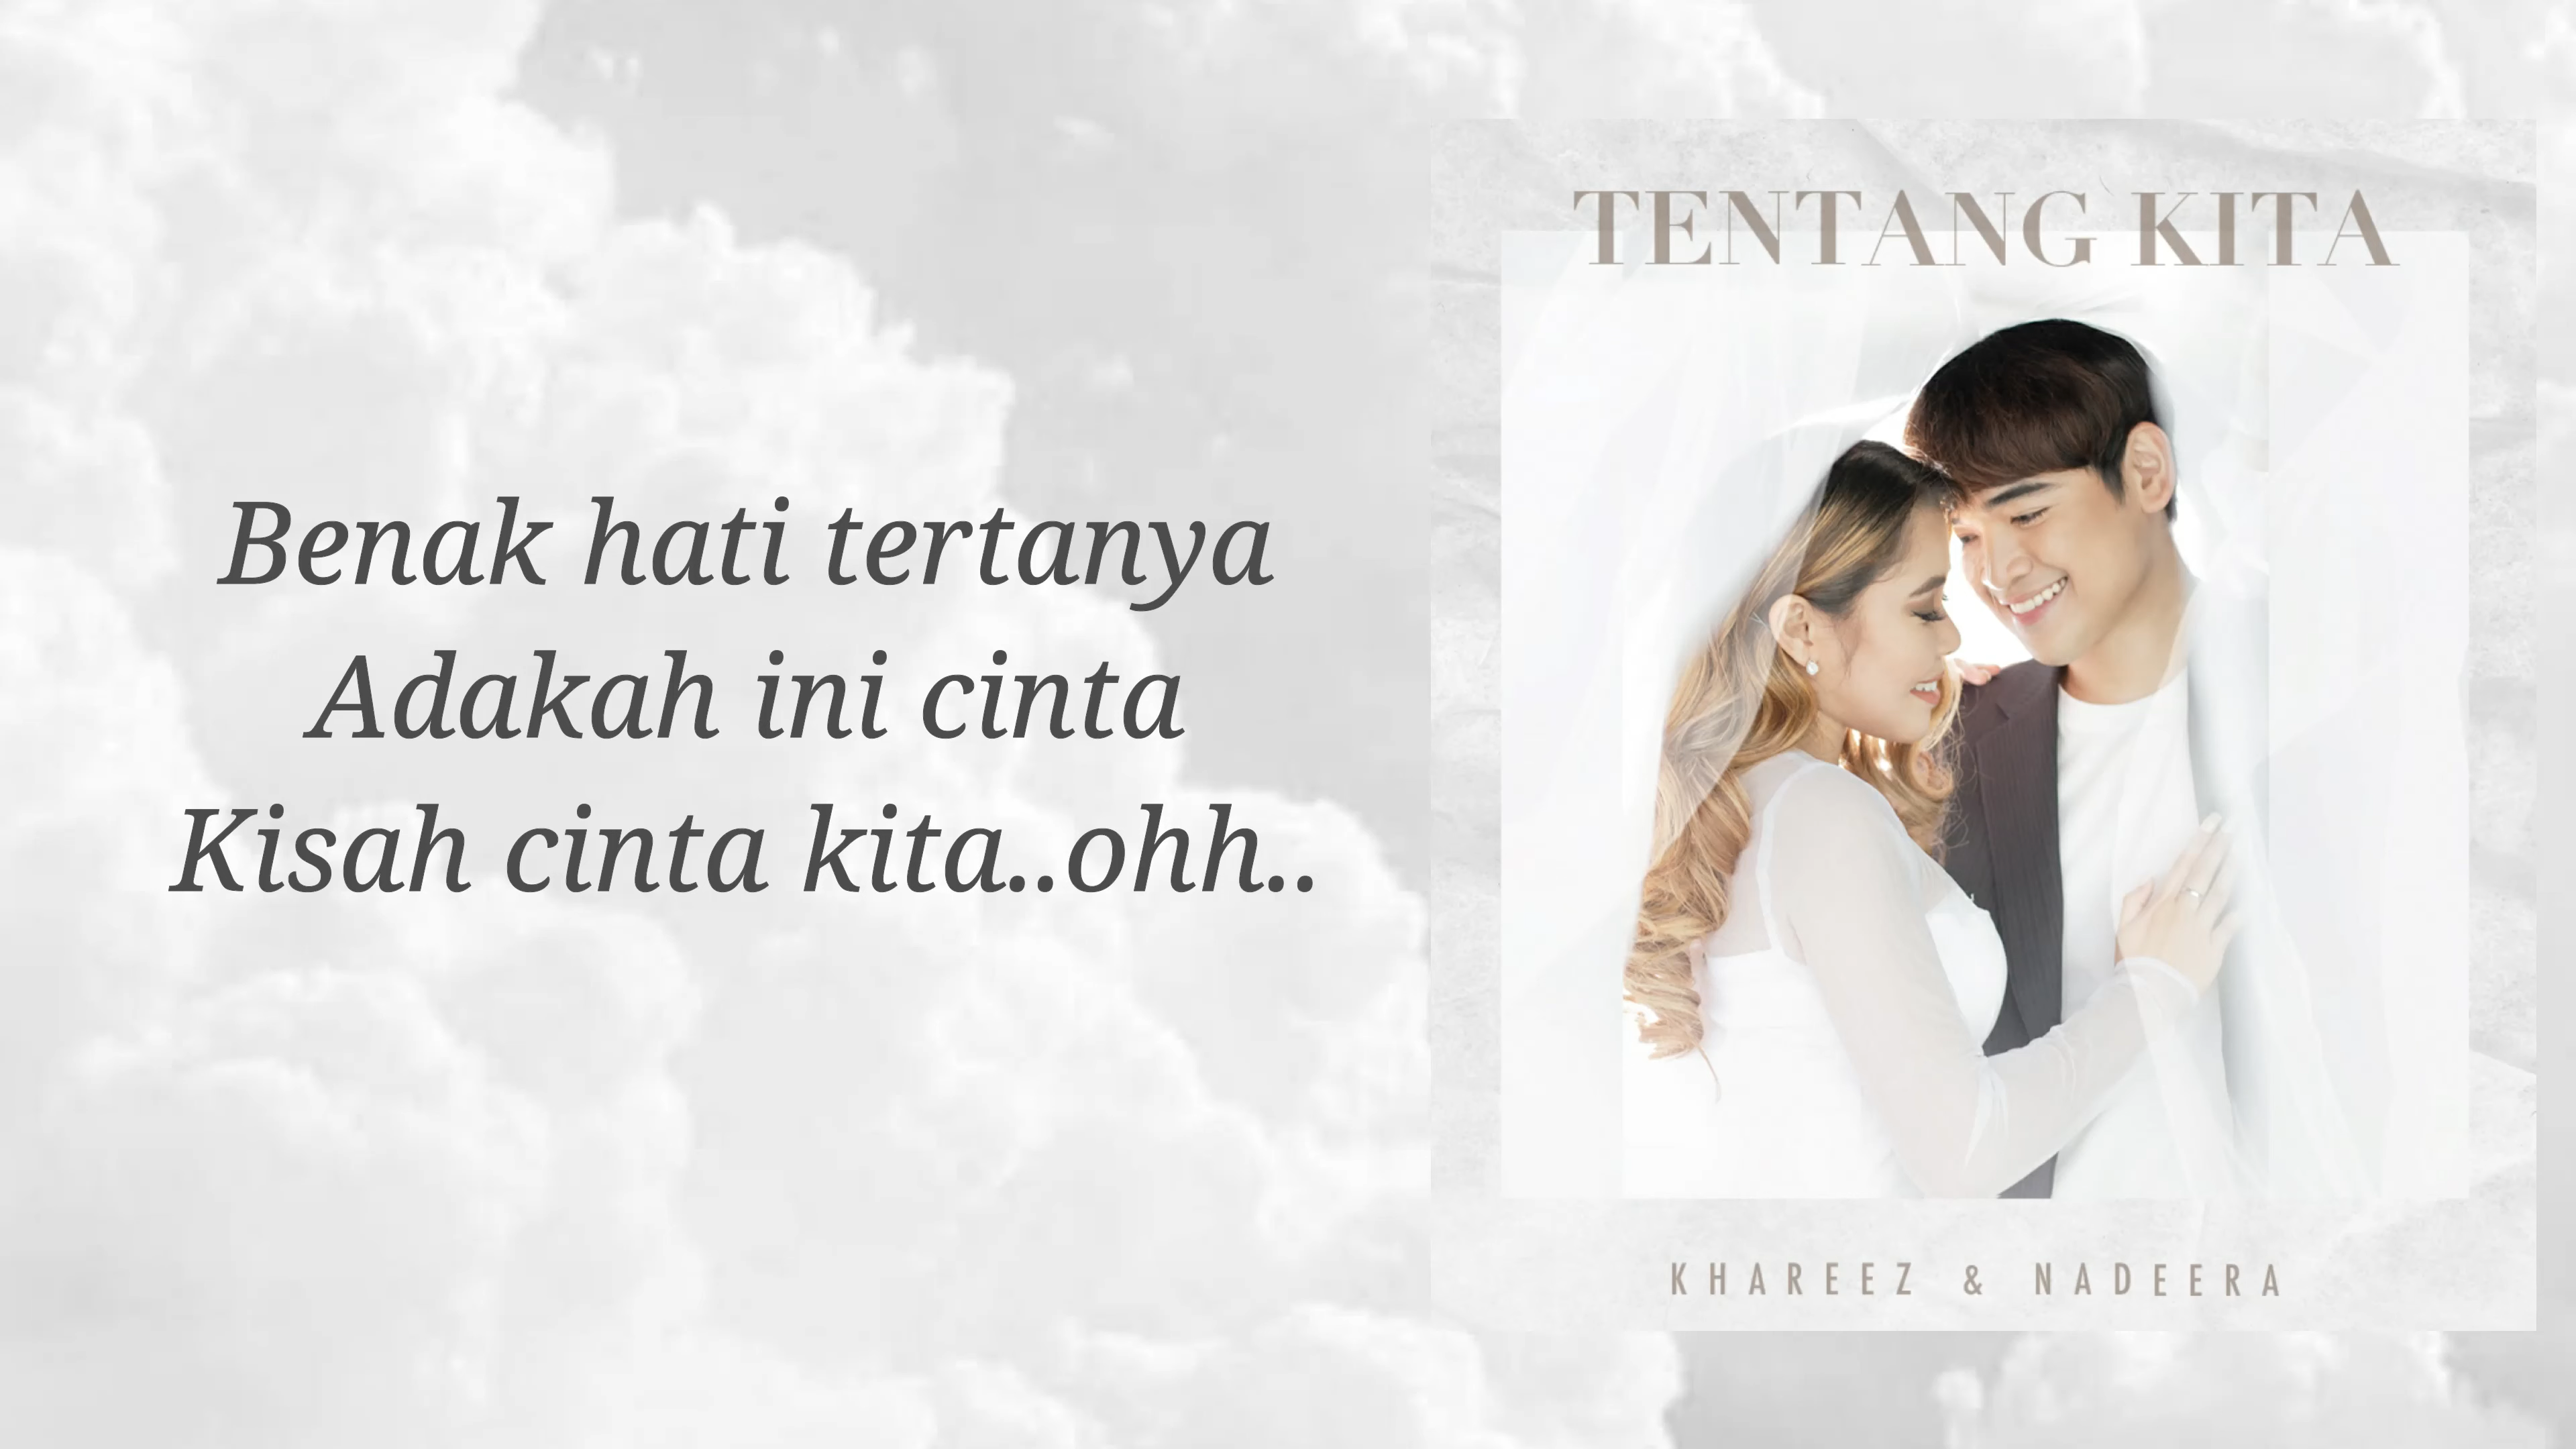 Benak hati tertanya
Adakah ini cinta
Kisah cinta kita..ohh..
TENTANG KITA
KHAREEZ & NADEERA